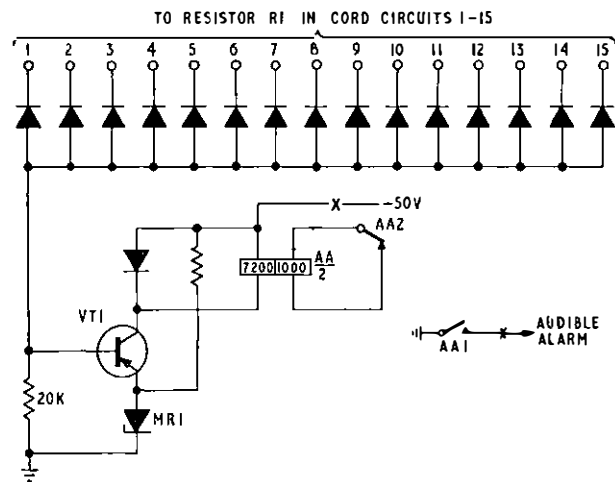 TO RESISTOR R1 IN CORD CIRCUITS 1-15
1 2 3 4 5 6 7 8 9 10 11 12 13 14 15
X -50V
AA2
7200 1000 AA/2
VT1
AUDIBLE
ALARM
AA1
20K
MR1